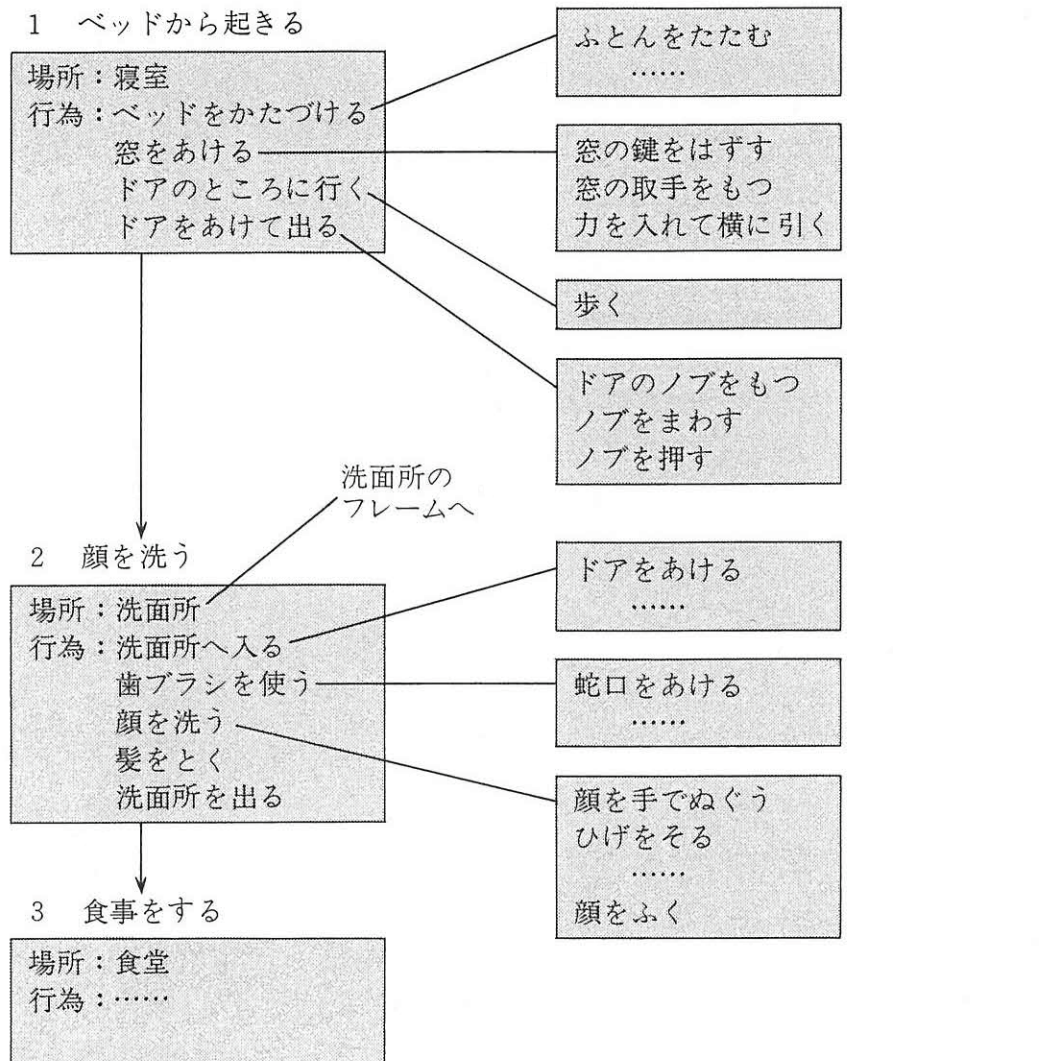 1 ベッドから起きる
場所：寝室
行為：ベッドをかたづける
窓をあける
ドアのところに行く
ドアをあけて出る
ふとんをたたむ
……
窓の鍵をはずす
窓の取手をもつ
力を入れて横に引く
歩く
ドアのノブをもつ
ノブをまわす
ノブを押す
洗面所の
フレームへ
2 顔を洗う
場所：洗面所
行為：洗面所へ入る
歯ブラシを使う
顔を洗う
髪をとく
洗面所を出る
ドアをあける
……
蛇口をあける
……
顔を手でぬぐう
ひげをそる
……
顔をふく
3 食事をする
場所：食堂
行為：……